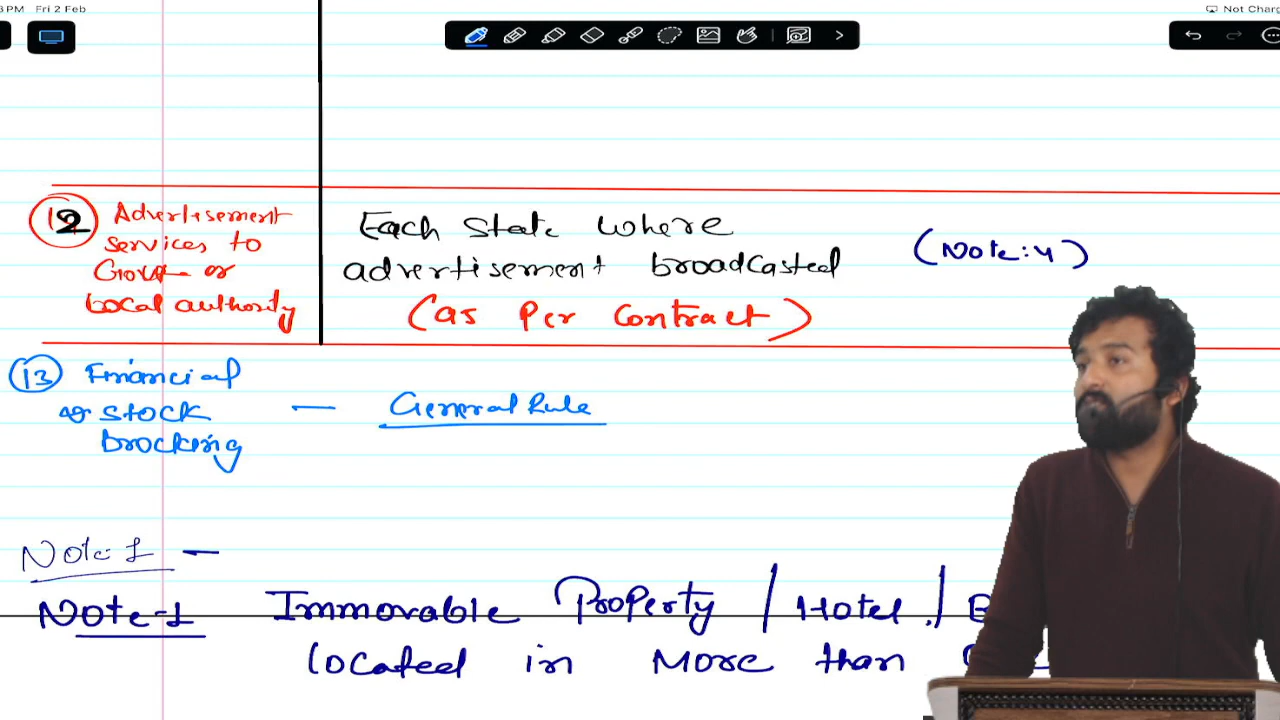 PM Fri 2 Feb
Not Charg
12 Advertisement
services to
Govt or
Local authority
Each state where
advertisement broadcasted
(as Per contract)
(Note:4)
13 Financial
stock
brocking
— General Rule
Note-1 —
Note-1 Immovable Property / Hotel /
located in More than